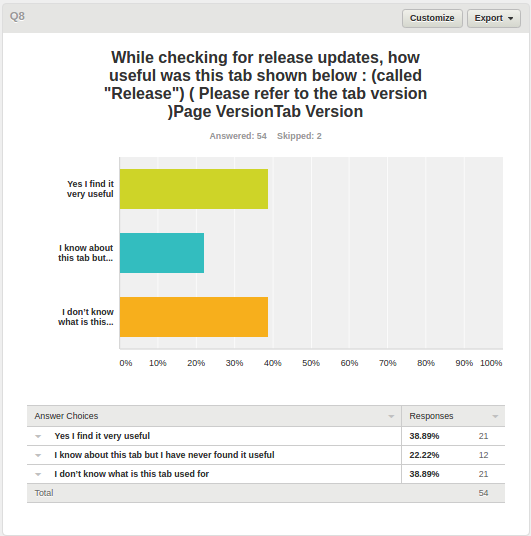 Q8
Customize
Export
While checking for release updates, how
useful was this tab shown below : (called
"Release") ( Please refer to the tab version
)Page VersionTab Version
Answered: 54 Skipped: 2
Yes I find it
very useful
I know about
this tab but...
I don't know
what is this...
0% 10% 20% 30% 40% 50% 60% 70% 80% 90% 100%
Answer Choices Responses
Yes I find it very useful 38.89% 21
I know about this tab but I have never found it useful 22.22% 12
I don't know what is this tab used for 38.89% 21
Total 54